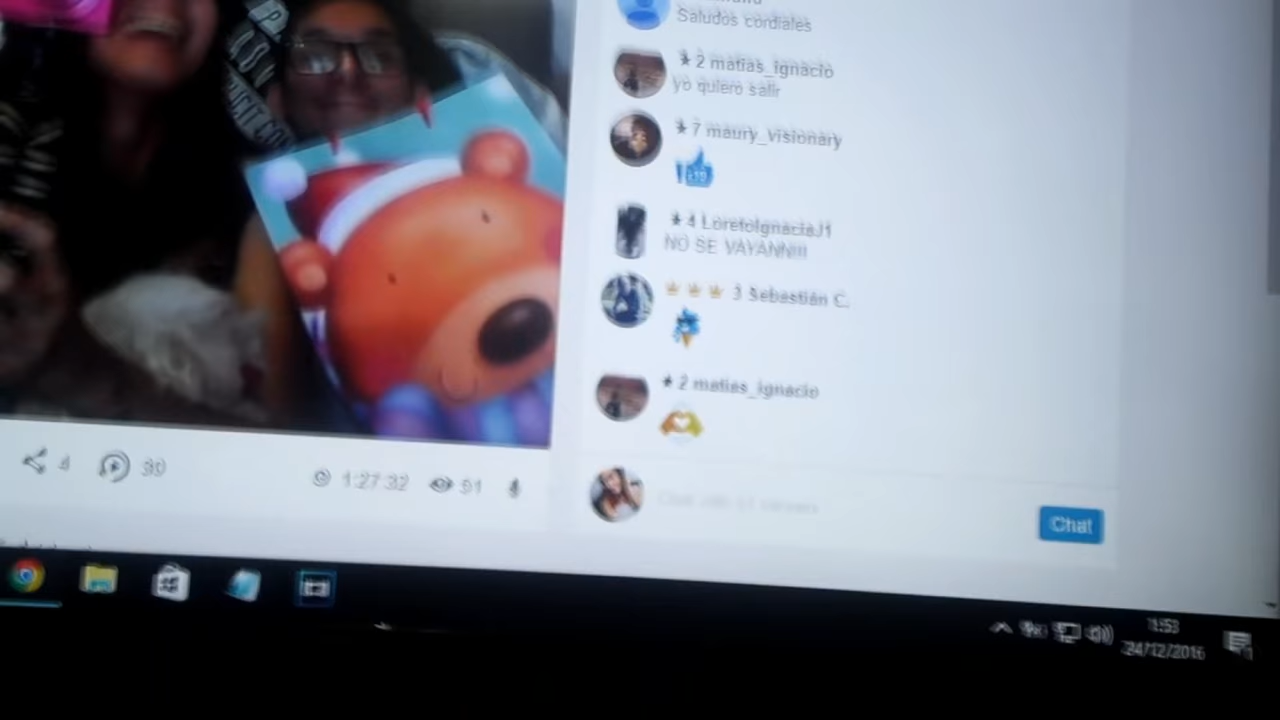 Saludos cordiales
★ 2 matias_ignacio
yo quiero salir
★ 7 maury_visionary
★ 4 LoretoIgnaciaJ1
NO SE VAYANN!!!
3 Sebastián C.
★ 2 matias_ignacio
4 30 1:27:32 91
Chat
1:53
24/12/2016